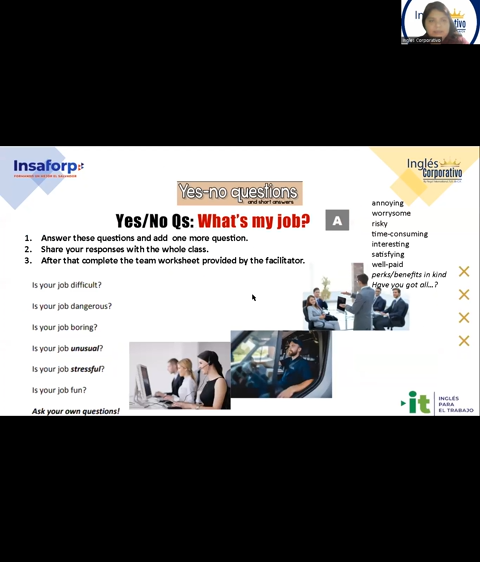 Inglés Corporativo
Insaforp
Inglés
Corporativo
Yes-no questions
and short answers
Yes/No Qs: What's my job?
A
1. Answer these questions and add one more question.
2. Share your responses with the whole class.
3. After that complete the team worksheet provided by the facilitator.
annoying
worrysome
risky
time-consuming
interesting
satisfying
well-paid
perks/benefits in kind
Have you got all...?
Is your job difficult?
Is your job dangerous?
Is your job boring?
Is your job unusual?
Is your job stressful?
Is your job fun?
Ask your own questions!
it
INGLÉS
PARA
EL TRABAJO